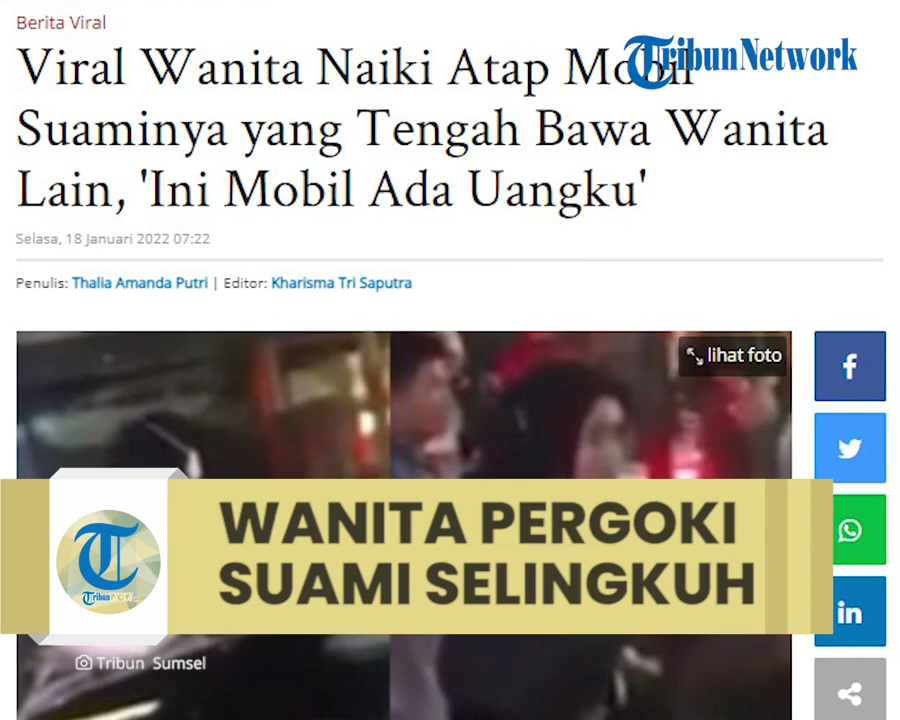 Berita Viral
Viral Wanita Naiki Atap Mobil
TribunNetwork
Suaminya yang Tengah Bawa Wanita
Lain, 'Ini Mobil Ada Uangku'
Selasa, 18 Januari 2022 07:22
Penulis: Thalia Amanda Putri | Editor: Kharisma Tri Saputra
lihat foto
WANITA PERGOKI
SUAMI SELINGKUH
Tribun
Tribun Sumsel